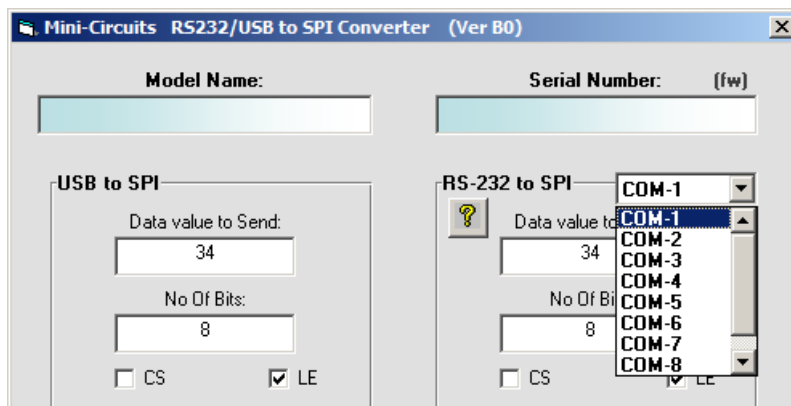 Mini-Circuits RS232/USB to SPI Converter (Ver B0)
Model Name:
Serial Number: (fw)
USB to SPI
Data value to Send:
34
No Of Bits:
8
CS LE
RS-232 to SPI
COM-1
?
Data value to
34
No Of Bi
8
CS LE
COM-1
COM-2
COM-3
COM-4
COM-5
COM-6
COM-7
COM-8